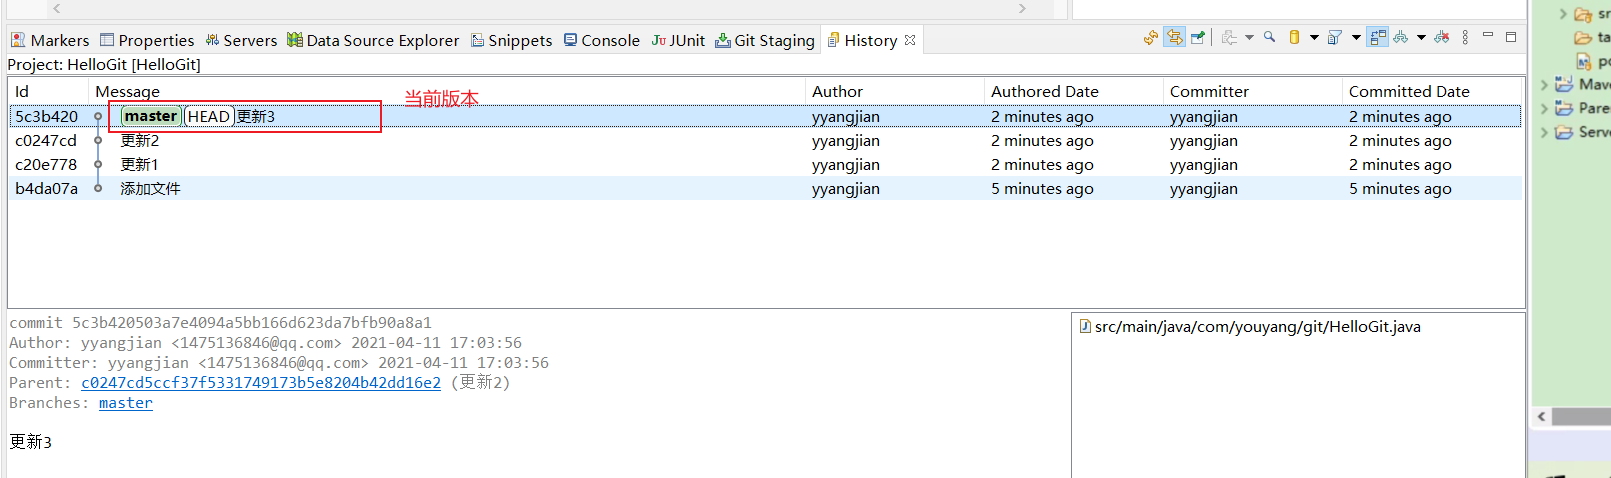 Markers Properties Servers Data Source Explorer Snippets Console JUnit Git Staging History
Project: HelloGit [HelloGit]
Id Message Author Authored Date Committer Committed Date
当前版本
5c3b420 master HEAD 更新3 yyangjian 2 minutes ago yyangjian 2 minutes ago
c0247cd 更新2 yyangjian 2 minutes ago yyangjian 2 minutes ago
c20e778 更新1 yyangjian 2 minutes ago yyangjian 2 minutes ago
b4da07a 添加文件 yyangjian 5 minutes ago yyangjian 5 minutes ago
commit 5c3b420503a7e4094a5bb166d623da7bfb90a8a1
Author: yyangjian <1475136846@qq.com> 2021-04-11 17:03:56
Committer: yyangjian <1475136846@qq.com> 2021-04-11 17:03:56
Parent: c0247cd5ccf37f5331749173b5e8204b42dd16e2 (更新2)
Branches: master
更新3
src/main/java/com/youyang/git/HelloGit.java
sr
ta
po
Mave
Pare
Serve